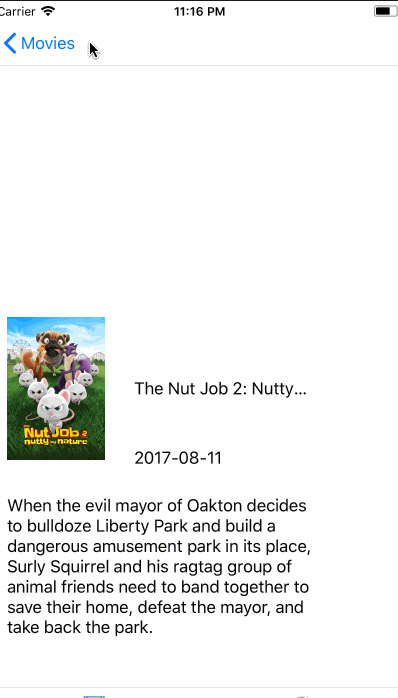 Carrier 11:16 PM
Movies
The Nut Job 2: Nutty...
the
Nut Job 2
nutty by nature
2017-08-11
When the evil mayor of Oakton decides
to bulldoze Liberty Park and build a
dangerous amusement park in its place,
Surly Squirrel and his ragtag group of
animal friends need to band together to
save their home, defeat the mayor, and
take back the park.